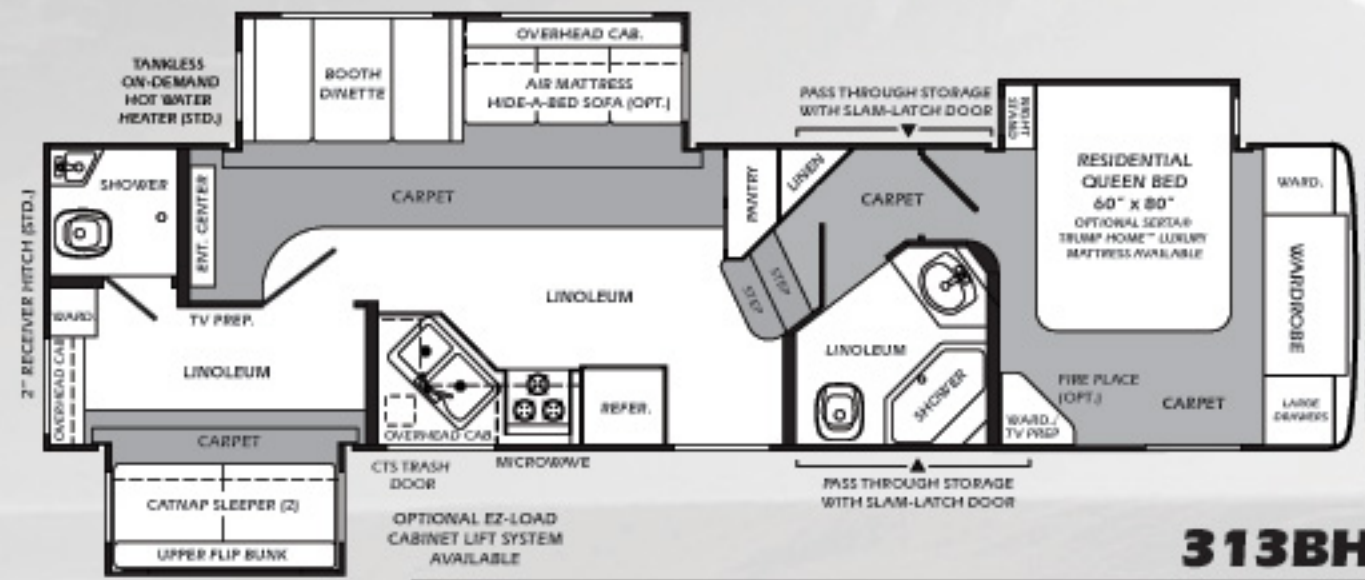 OVERHEAD CAB.
TANKLESS
ON-DEMAND
HOT WATER
HEATER (STD.)
BOOTH
DINETTE
AIR MATTRESS
HIDE-A-BED SOFA (OPT.)
PASS THROUGH STORAGE
WITH SLAM-LATCH DOOR
NIGHT
STAND
RESIDENTIAL
QUEEN BED
60" x 80"
OPTIONAL SERTA®
TRUMP HOME™ LUXURY
MATTRESS AVAILABLE
2" RECEIVER HITCH (STD.)
SHOWER
ENT. CENTER
CARPET
PANTRY
LINEN
CARPET
WARD.
WARDROBE
LARGE
DRAWERS
STEP
STEP
LINOLEUM
WARD.
TV PREP.
OVERHEAD CAB
LINOLEUM
LINOLEUM
SHOWER
FIRE PLACE
(OPT.)
CARPET
WARD./
TV PREP
REFER.
OVERHEAD CAB.
CARPET
CTS TRASH
DOOR
MICROWAVE
PASS THROUGH STORAGE
WITH SLAM-LATCH DOOR
CATNAP SLEEPER (2)
UPPER FLIP BUNK
OPTIONAL EZ-LOAD
CABINET LIFT SYSTEM
AVAILABLE
313BH